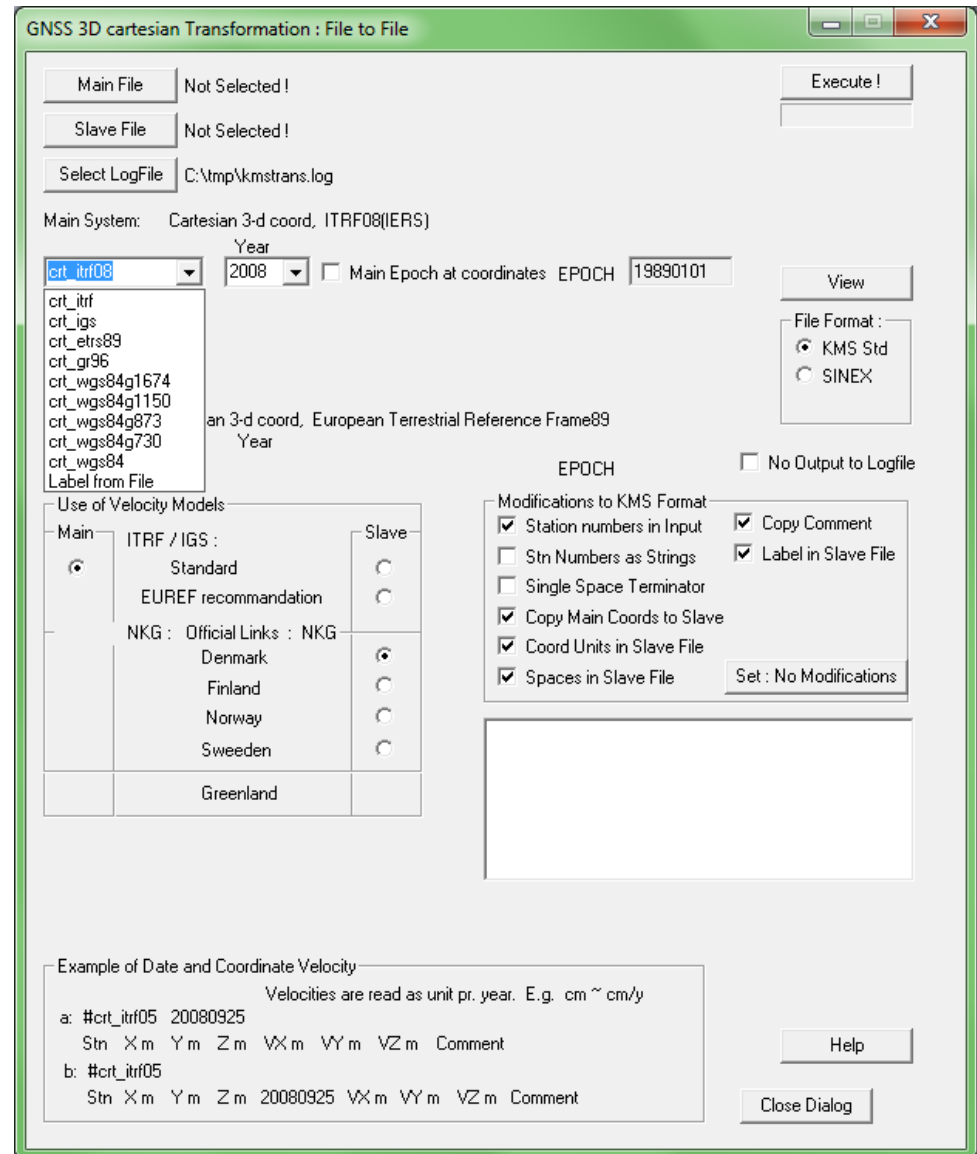 GNSS 3D cartesian Transformation : File to File
Main File Not Selected ! Execute !
Slave File Not Selected !
Select LogFile C:\tmp\kmstrans.log
Main System: Cartesian 3-d coord, ITRF08(IERS)
Year
crt_itrf08 2008 Main Epoch at coordinates EPOCH 19890101 View
crt_itrf
crt_igs
crt_etrs89
crt_gr96
crt_wgs84g1674
crt_wgs84g1150
crt_wgs84g873
crt_wgs84g730
crt_wgs84
Label from File
File Format :
KMS Std
SINEX
an 3-d coord, European Terrestrial Reference Frame89
Year
EPOCH No Output to Logfile
Use of Velocity Models
Main ITRF / IGS : Slave
Standard
EUREF recommandation
NKG : Official Links : NKG
Denmark
Finland
Norway
Sweeden
Greenland
Modifications to KMS Format
Station numbers in Input Copy Comment
Stn Numbers as Strings Label in Slave File
Single Space Terminator
Copy Main Coords to Slave
Coord Units in Slave File
Spaces in Slave File Set : No Modifications
Example of Date and Coordinate Velocity
Velocities are read as unit pr. year. E.g. cm ~ cm/y
a: #crt_itrf05 20080925
Stn X m Y m Z m VX m VY m VZ m Comment
b: #crt_itrf05
Stn X m Y m Z m 20080925 VX m VY m VZ m Comment
Help
Close Dialog